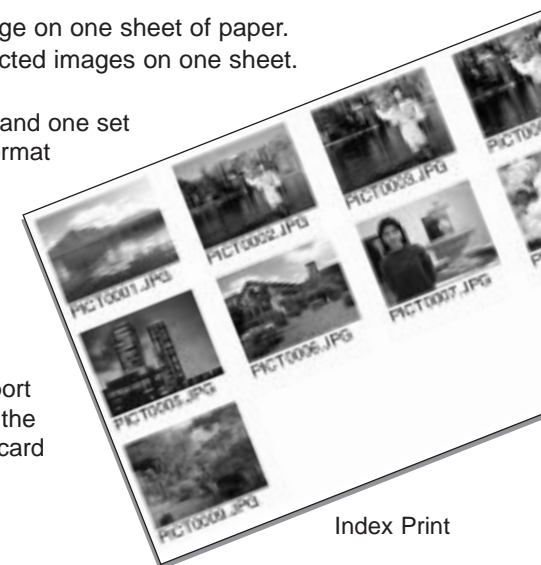 ge on one sheet of paper.
cted images on one sheet.
and one set
rmat
PICT0001.JPG
PICT0002.JPG
PICT0003.JPG
PICT0005.JPG
PICT0006.JPG
PICT0007.JPG
PICT0009.JPG
ort
the
card
Index Print